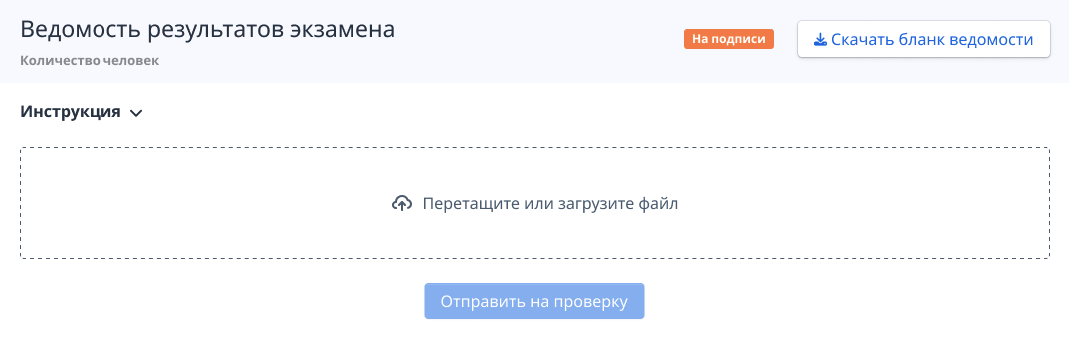 Ведомость результатов экзамена
На подписи
Скачать бланк ведомости
Количество человек
Инструкция
Перетащите или загрузите файл
Отправить на проверку